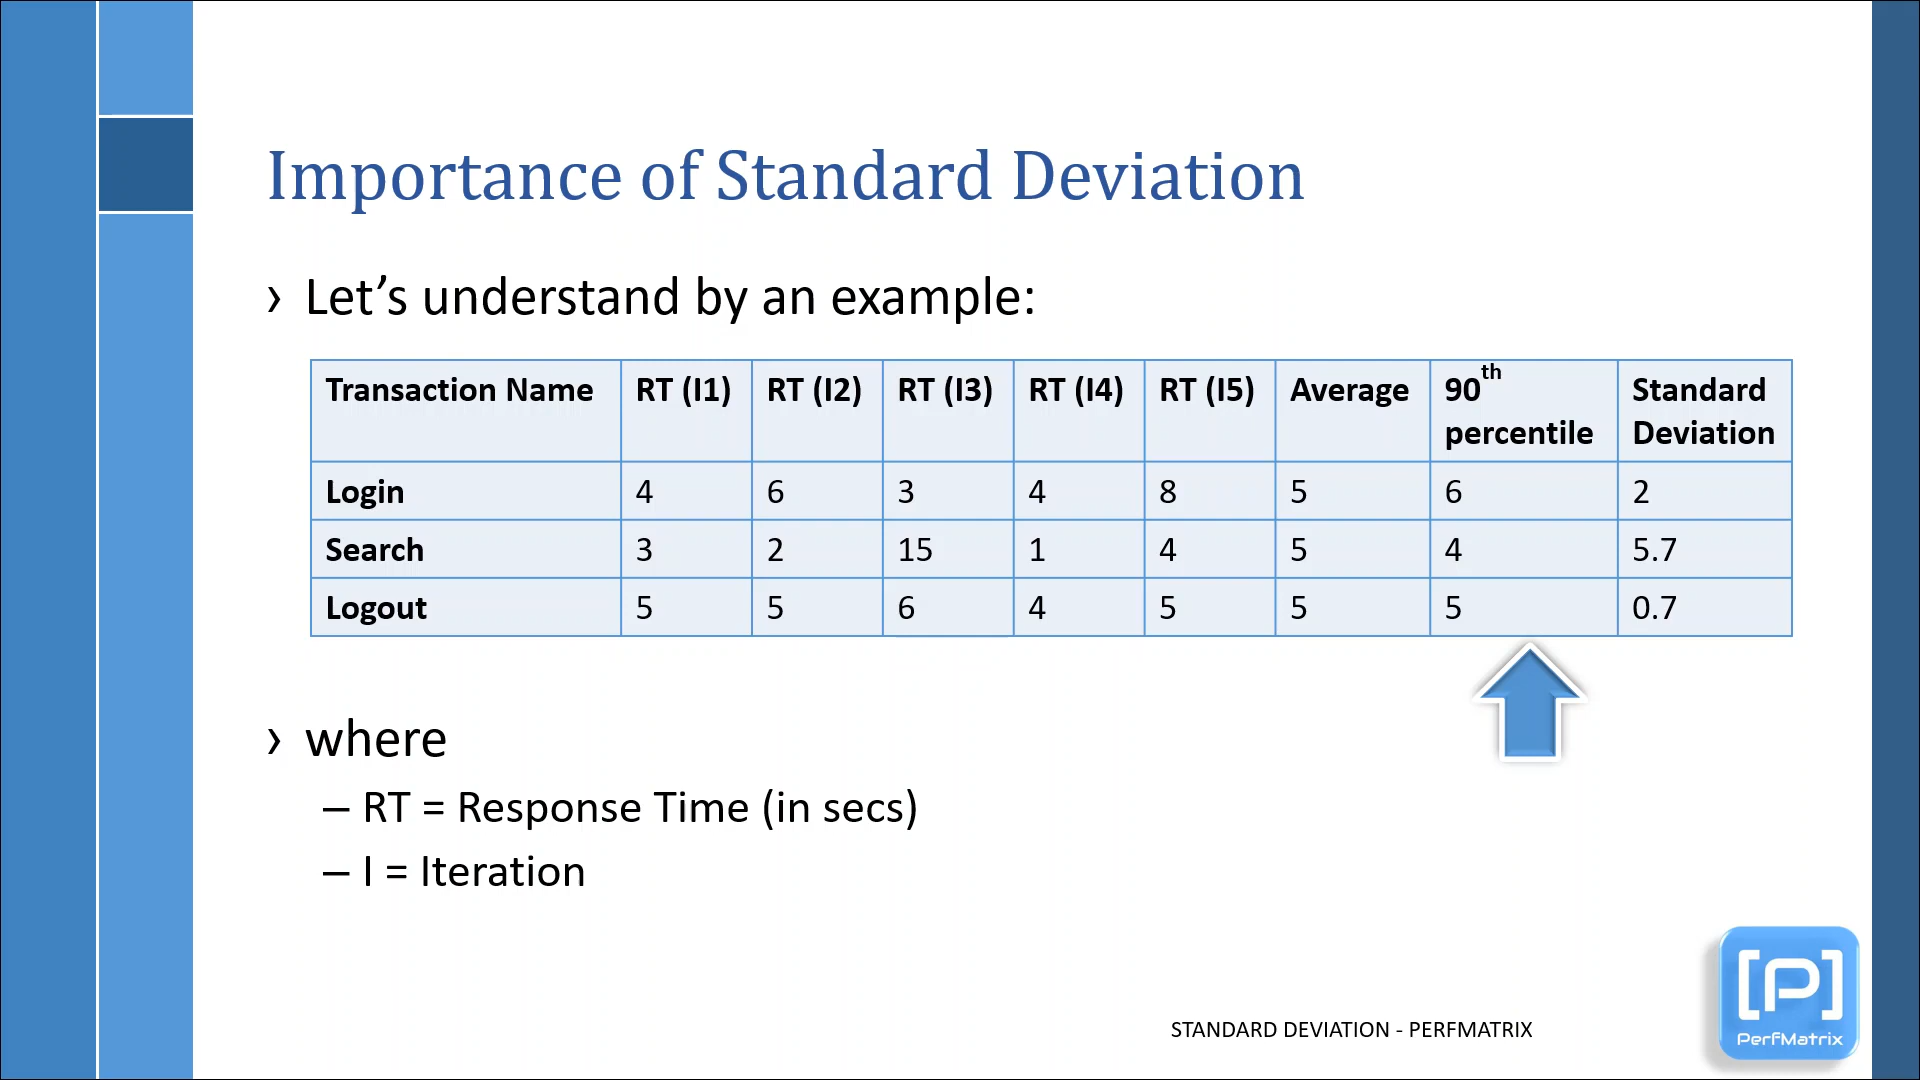 Importance of Standard Deviation
› Let’s understand by an example:
Transaction Name RT (I1) RT (I2) RT (I3) RT (I4) RT (I5) Average 90th percentile Standard Deviation
Login 4 6 3 4 8 5 6 2
Search 3 2 15 1 4 5 4 5.7
Logout 5 5 6 4 5 5 5 0.7
› where
– RT = Response Time (in secs)
– I = Iteration
STANDARD DEVIATION - PERFMATRIX
[P]
PerfMatrix